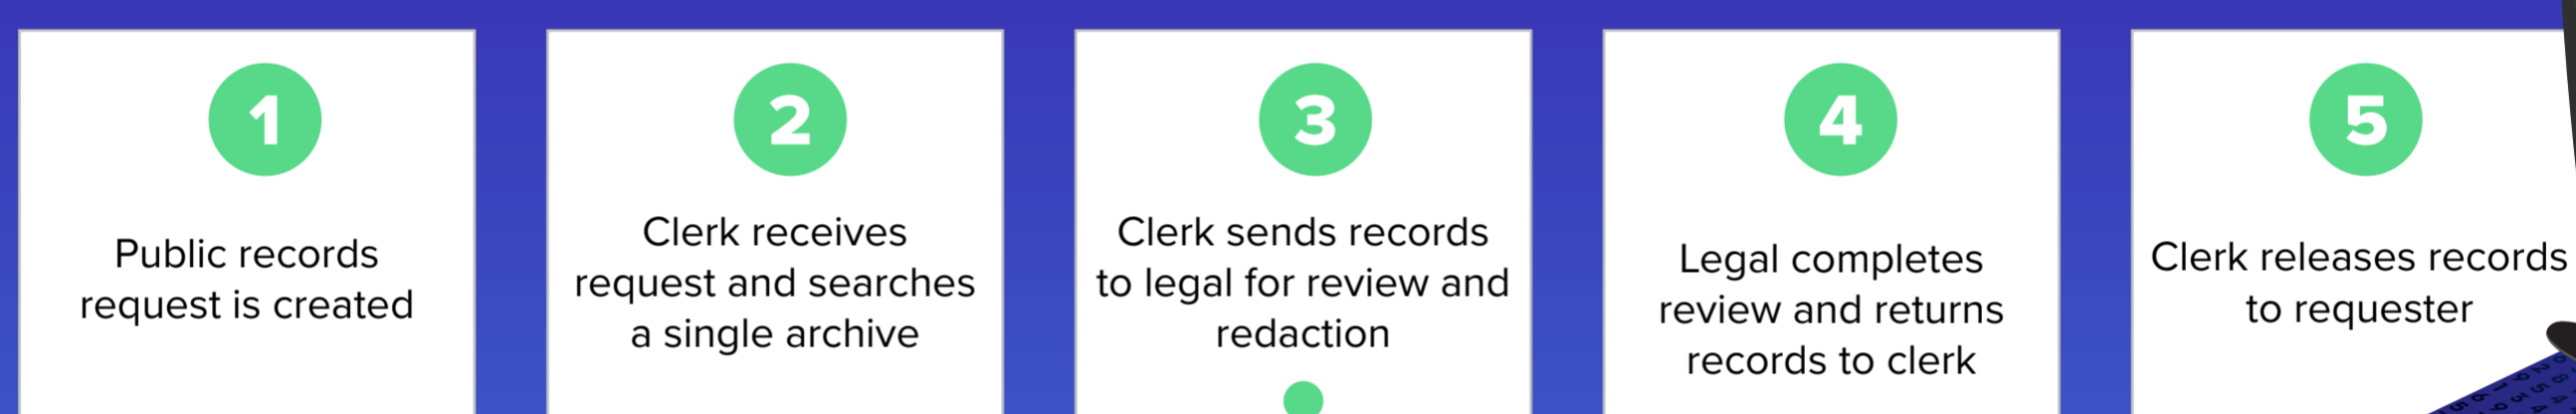 1
Public records
request is created
2
Clerk receives
request and searches
a single archive
3
Clerk sends records
to legal for review and
redaction
4
Legal completes
review and returns
records to clerk
5
Clerk releases records
to requester